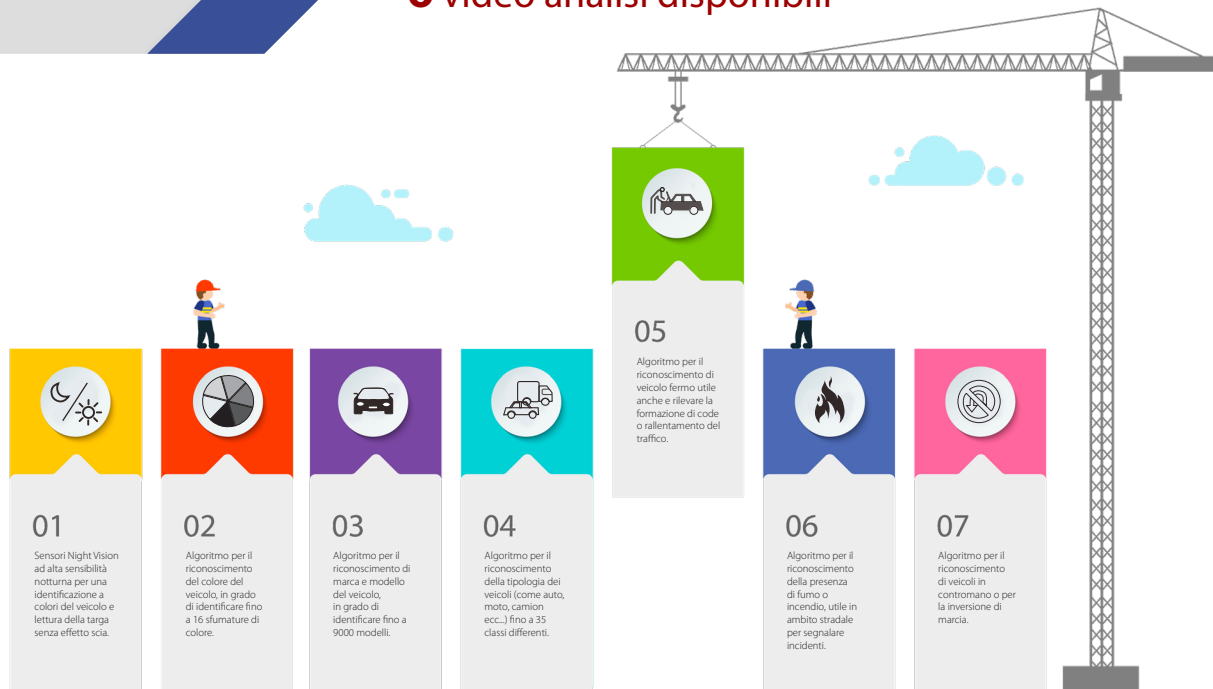 6 video analisi disponibili
01
Sensori Night Vision
ad alta sensibilità
notturna per una
identificazione a
colori del veicolo e
lettura della targa
senza effetto scia.
02
Algoritmo per il
riconoscimento
del colore del
veicolo, in grado
di identificare fino
a 16 sfumature di
colore.
03
Algoritmo per il
riconoscimento di
marca e modello
del veicolo,
in grado di
identificare fino a
9000 modelli.
04
Algoritmo per il
riconoscimento
della tipologia dei
veicoli (come auto,
moto, camion
ecc...) fino a 35
classi differenti.
05
Algoritmo per il
riconoscimento di
veicolo fermo utile
anche e rilevare la
formazione di code
o rallentamento del
traffico.
06
Algoritmo per il
riconoscimento
della presenza
di fumo o
incendio, utile in
ambito stradale
per segnalare
incidenti.
07
Algoritmo per il
riconoscimento
di veicoli in
contromano o per
la inversione di
marcia.